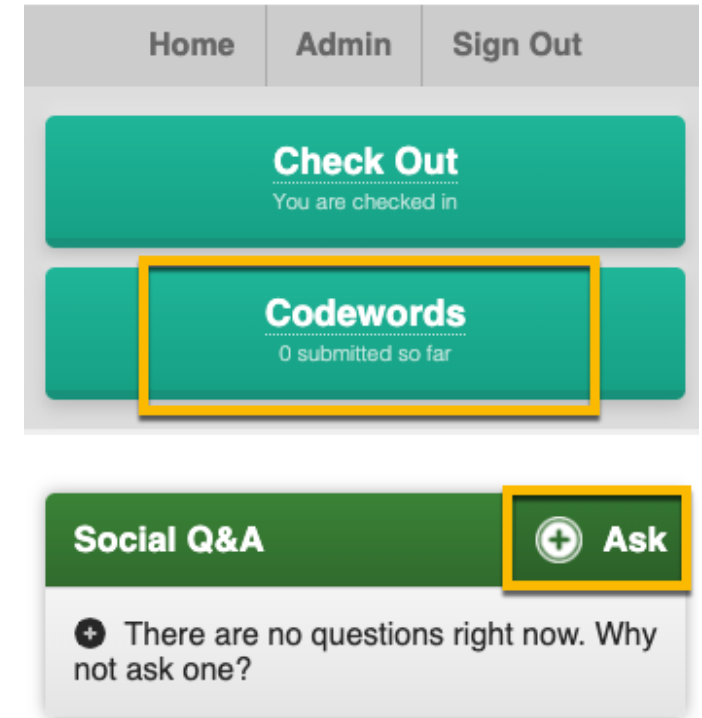 Home Admin Sign Out
Check Out
You are checked in
Codewords
0 submitted so far
Social Q&A Ask
There are no questions right now. Why
not ask one?